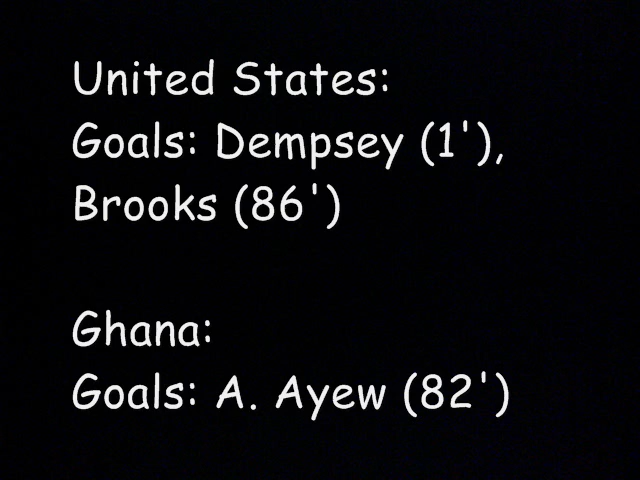 United States:
Goals: Dempsey (1'),
Brooks (86')
Ghana:
Goals: A. Ayew (82')